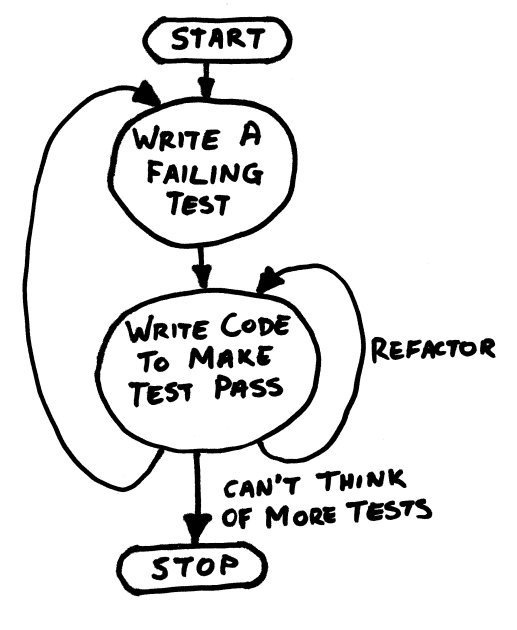 START
WRITE A
FAILING
TEST
WRITE CODE
TO MAKE
TEST PASS
REFACTOR
CAN'T THINK
OF MORE TESTS
STOP